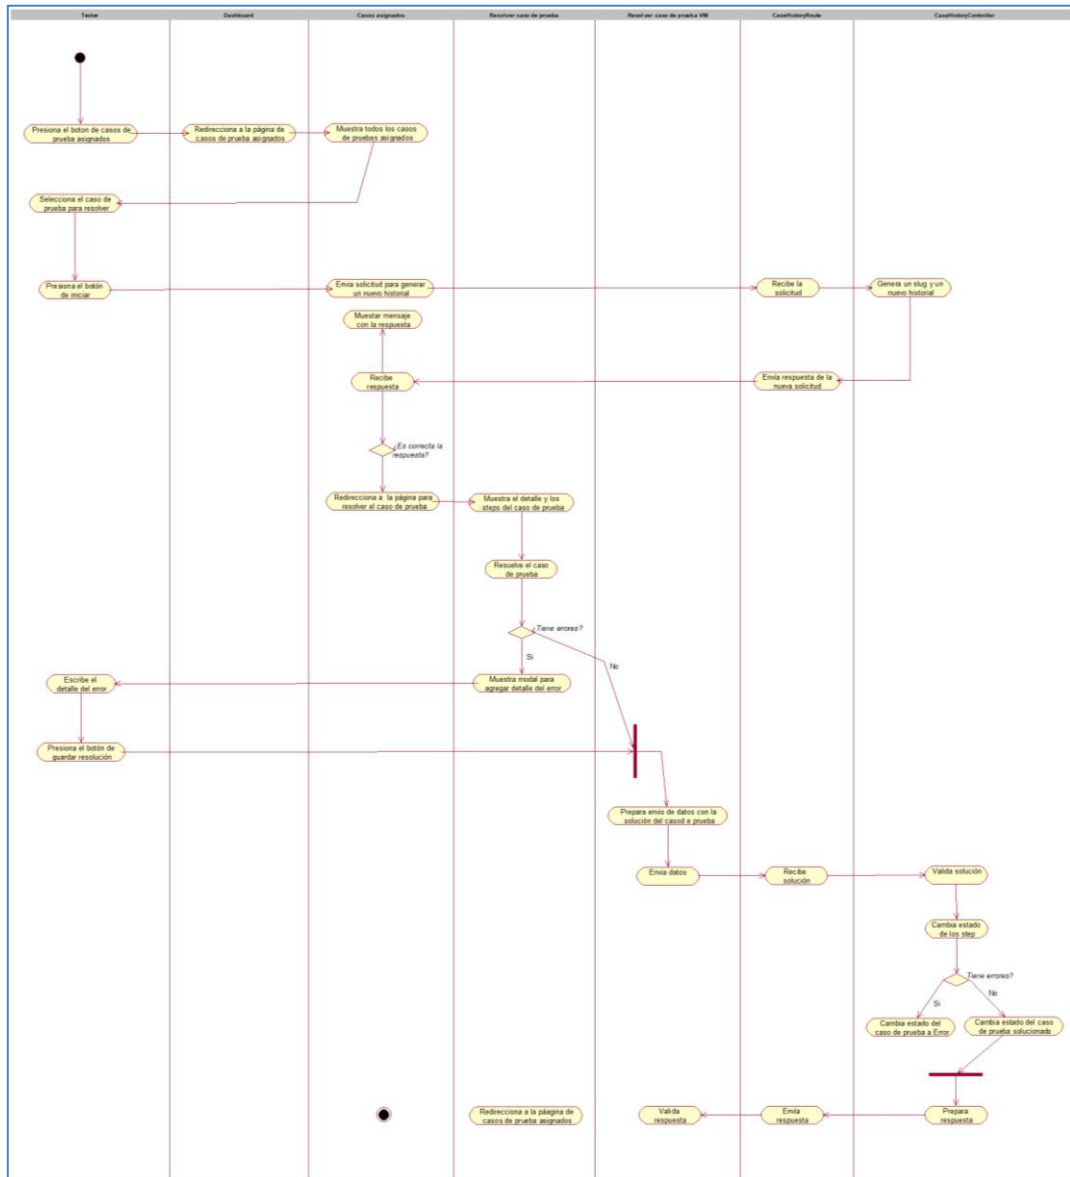 Tester
Dashboard
Casos asignados
Resolver caso de prueba
Resolver caso de prueba VM
CaseHistoryRoute
CaseHistoryController
Presiona el boton de casos de
prueba asignados
Redirecciona a la página de
casos de prueba asignados
Muestra todos los casos
de pruebas asignados
Selecciona el caso de
prueba para resolver
Presiona el botón
de iniciar
Envia solicitud para generar
un nuevo historial
Recibe la
solicitud
Genera un slug y un
nuevo historial
Muestar mensaje
con la respuesta
Recibe
respuesta
Envía respuesta de la
nueva solicitud
¿Es correcta la
respuesta?
Redirecciona a la página para
resolver el caso de prueba
Muestra el detalle y los
steps del caso de prueba
Resuelve el caso
de prueba
¿Tiene errores?
Si
No
Escribe el
detalle del error
Muestra modal para
agregar detalle del error
Presiona el botón de
guardar resolución
Prepara envio de datos con la
solución del casod e prueba
Envia datos
Recibe
solución
Valida solución
Cambia estado
de los step
Tiene errores?
Si
No
Cambia estado del
caso de prueba a Error
Cambia estado del caso
de prueba solucionado
Redirecciona a la páagina de
casos de prueba asignados
Valida
respuesta
Envía
respuesta
Prepara
respuesta